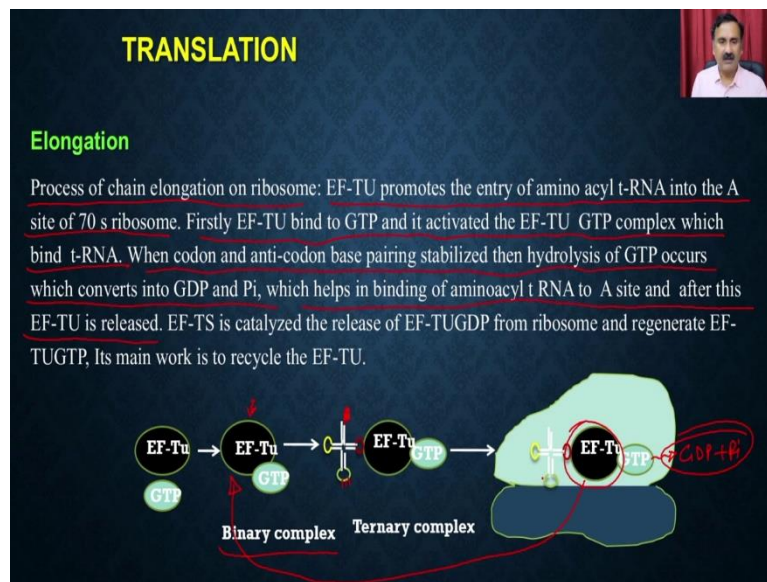 TRANSLATION
Elongation
Process of chain elongation on ribosome: EF-TU promotes the entry of amino acyl t-RNA into the A
site of 70 s ribosome. Firstly EF-TU bind to GTP and it activated the EF-TU GTP complex which
bind t-RNA. When codon and anti-codon base pairing stabilized then hydrolysis of GTP occurs
which converts into GDP and Pi, which helps in binding of aminoacyl t RNA to A site and after this
EF-TU is released. EF-TS is catalyzed the release of EF-TUGDP from ribosome and regenerate EF-
TUGTP, Its main work is to recycle the EF-TU.
EF-Tu
GTP
EF-Tu
GTP
EF-Tu
GTP
EF-Tu
GTP
GDP+Pi
Binary complex
Ternary complex